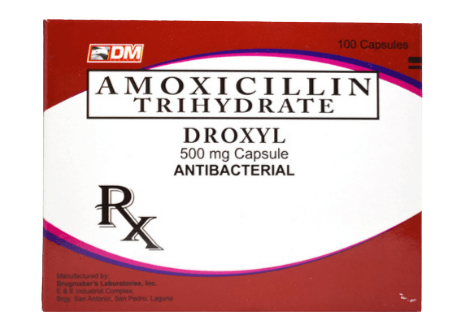 DM
100 Capsules
AMOXICILLIN
TRIHYDRATE
DROXYL
500 mg Capsule
ANTIBACTERIAL
Rx
Manufactured by:
Drugmaker's Laboratories, Inc.
E & E Industrial Complex,
Brgy. San Antonio, San Pedro, Laguna